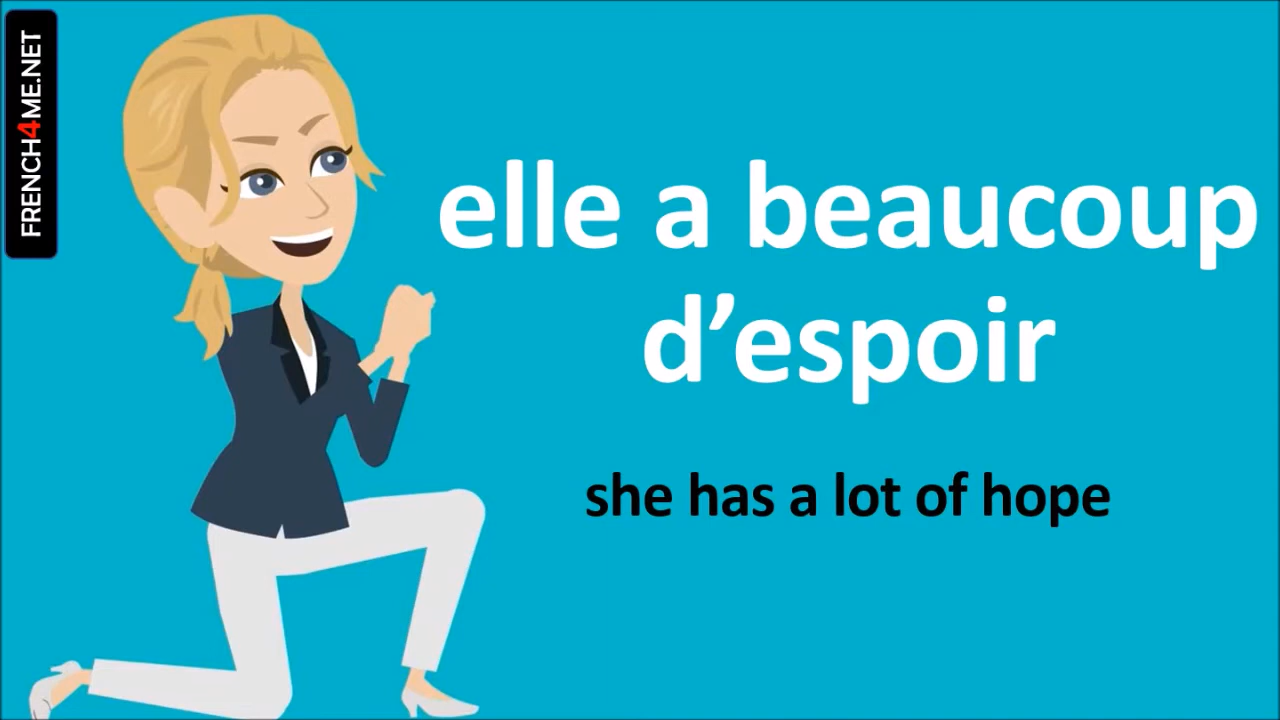 FRENCH4ME.NET
elle a beaucoup
d’espoir
she has a lot of hope